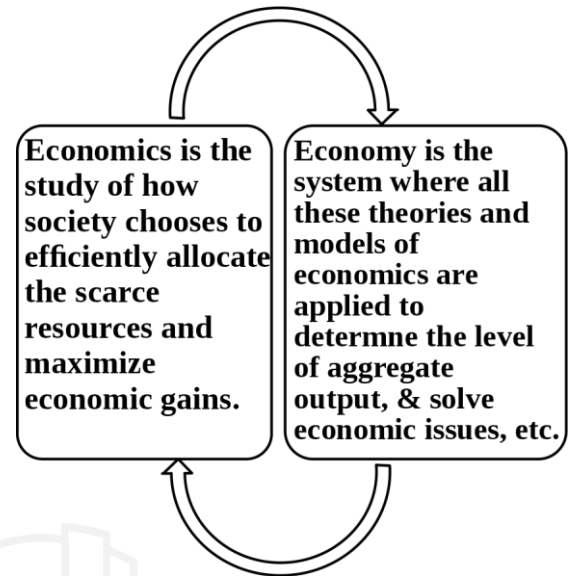 Economics is the
study of how
society chooses to
efficiently allocate
the scarce
resources and
maximize
economic gains.
Economy is the
system where all
these theories and
models of
economics are
applied to
determne the level
of aggregate
output, & solve
economic issues, etc.